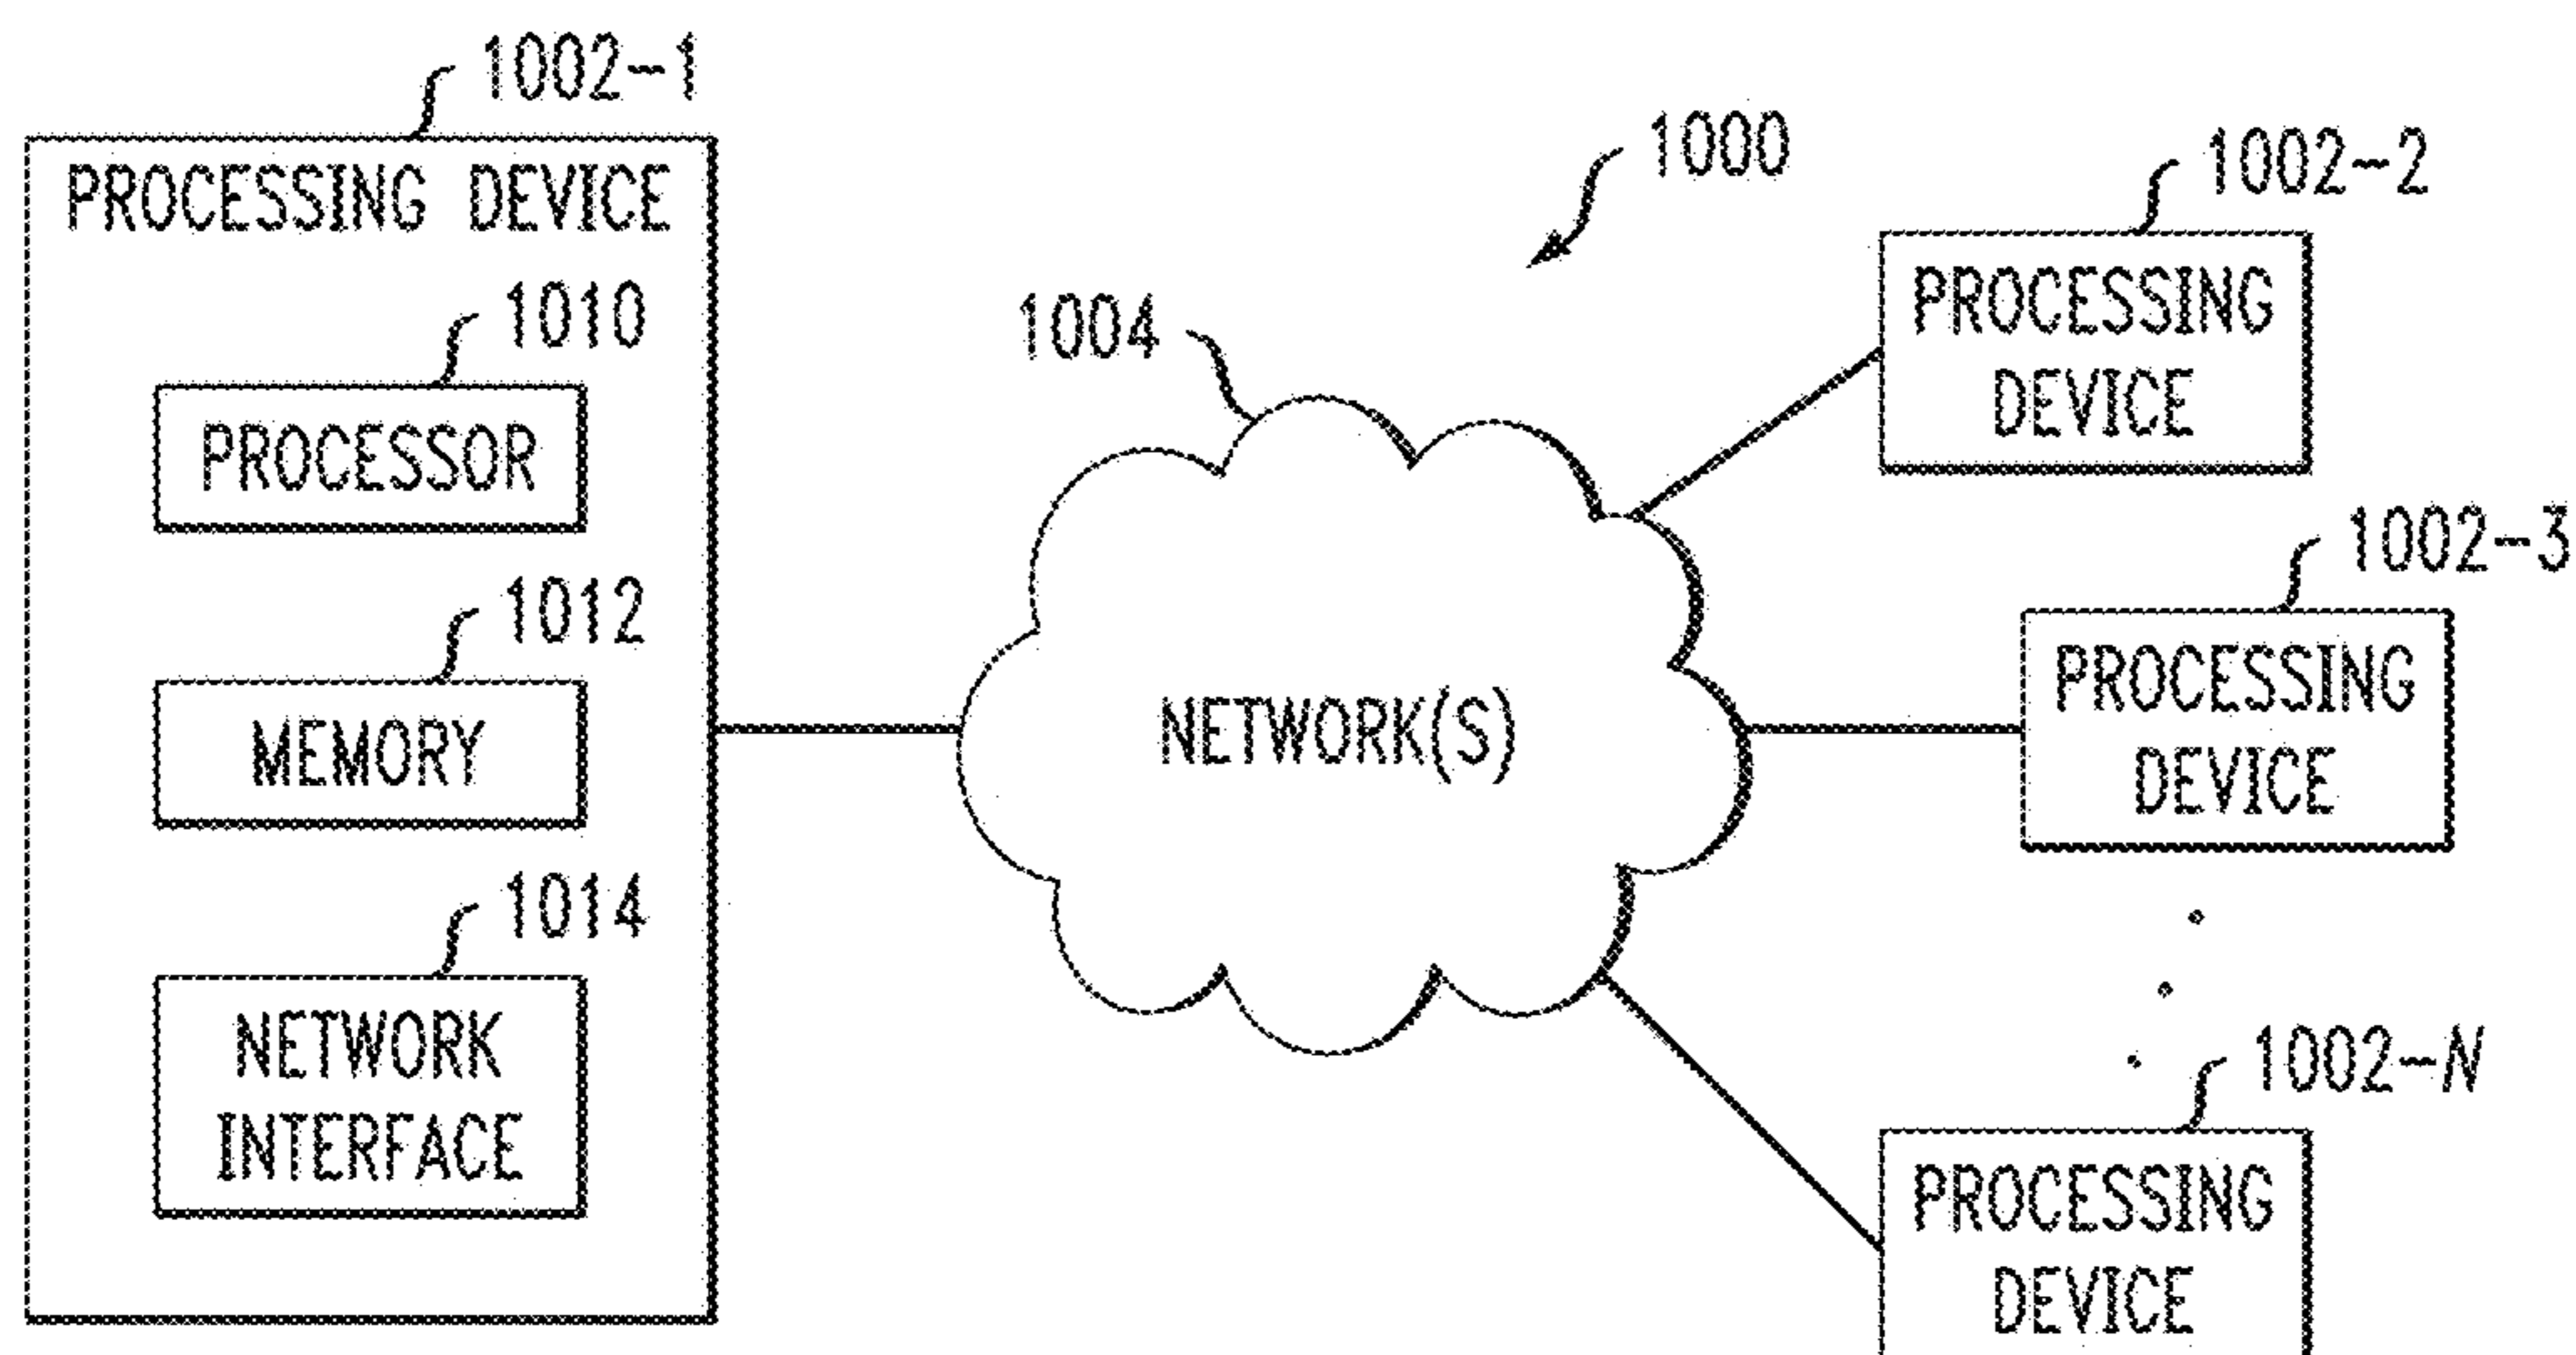 1002-1
PROCESSING DEVICE
1010
PROCESSOR
1012
MEMORY
1014
NETWORK
INTERFACE
1000
1004
NETWORK(S)
1002-2
PROCESSING
DEVICE
1002-3
PROCESSING
DEVICE
1002-N
PROCESSING
DEVICE